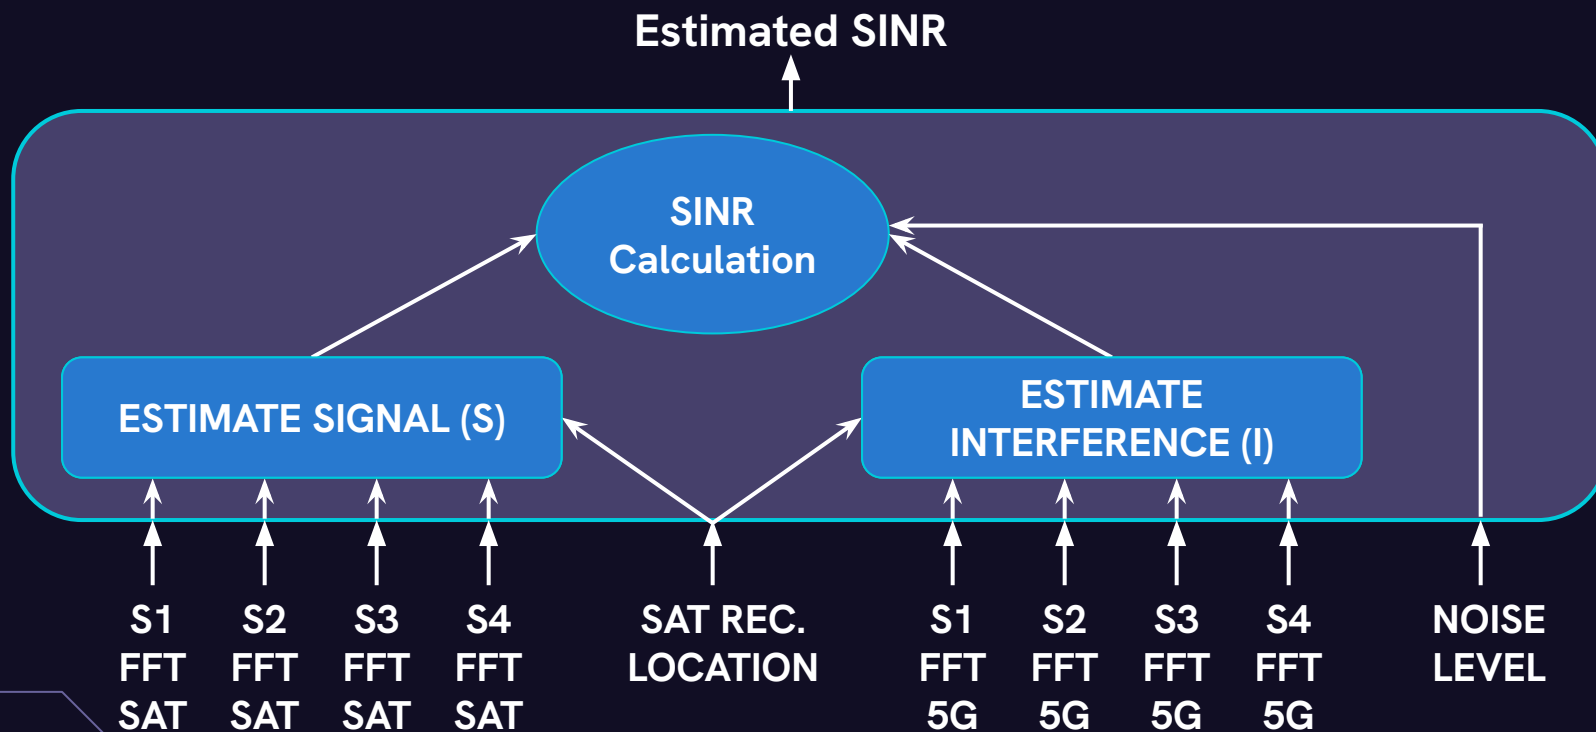 Estimated SINR
SINR
Calculation
ESTIMATE SIGNAL (S)
ESTIMATE
INTERFERENCE (I)
S1
FFT
SAT
S2
FFT
SAT
S3
FFT
SAT
S4
FFT
SAT
SAT REC.
LOCATION
S1
FFT
5G
S2
FFT
5G
S3
FFT
5G
S4
FFT
5G
NOISE
LEVEL